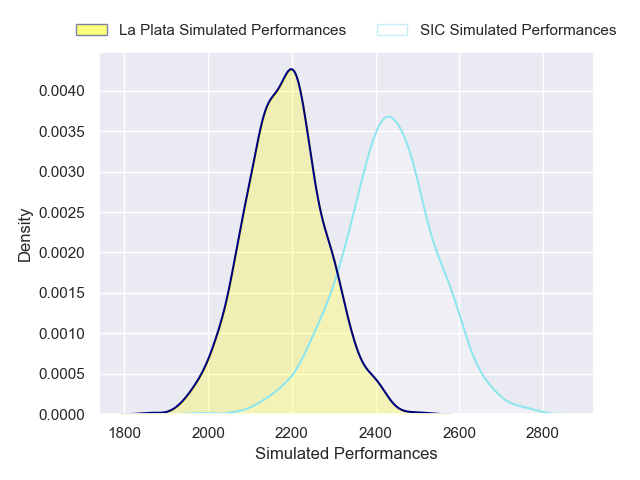 La Plata Simulated Performances SIC Simulated Performances
0.0040
0.0035
0.0030
0.0025
0.0020
0.0015
0.0010
0.0005
0.0000
Density
1800 2000 2200 2400 2600 2800
Simulated Performances